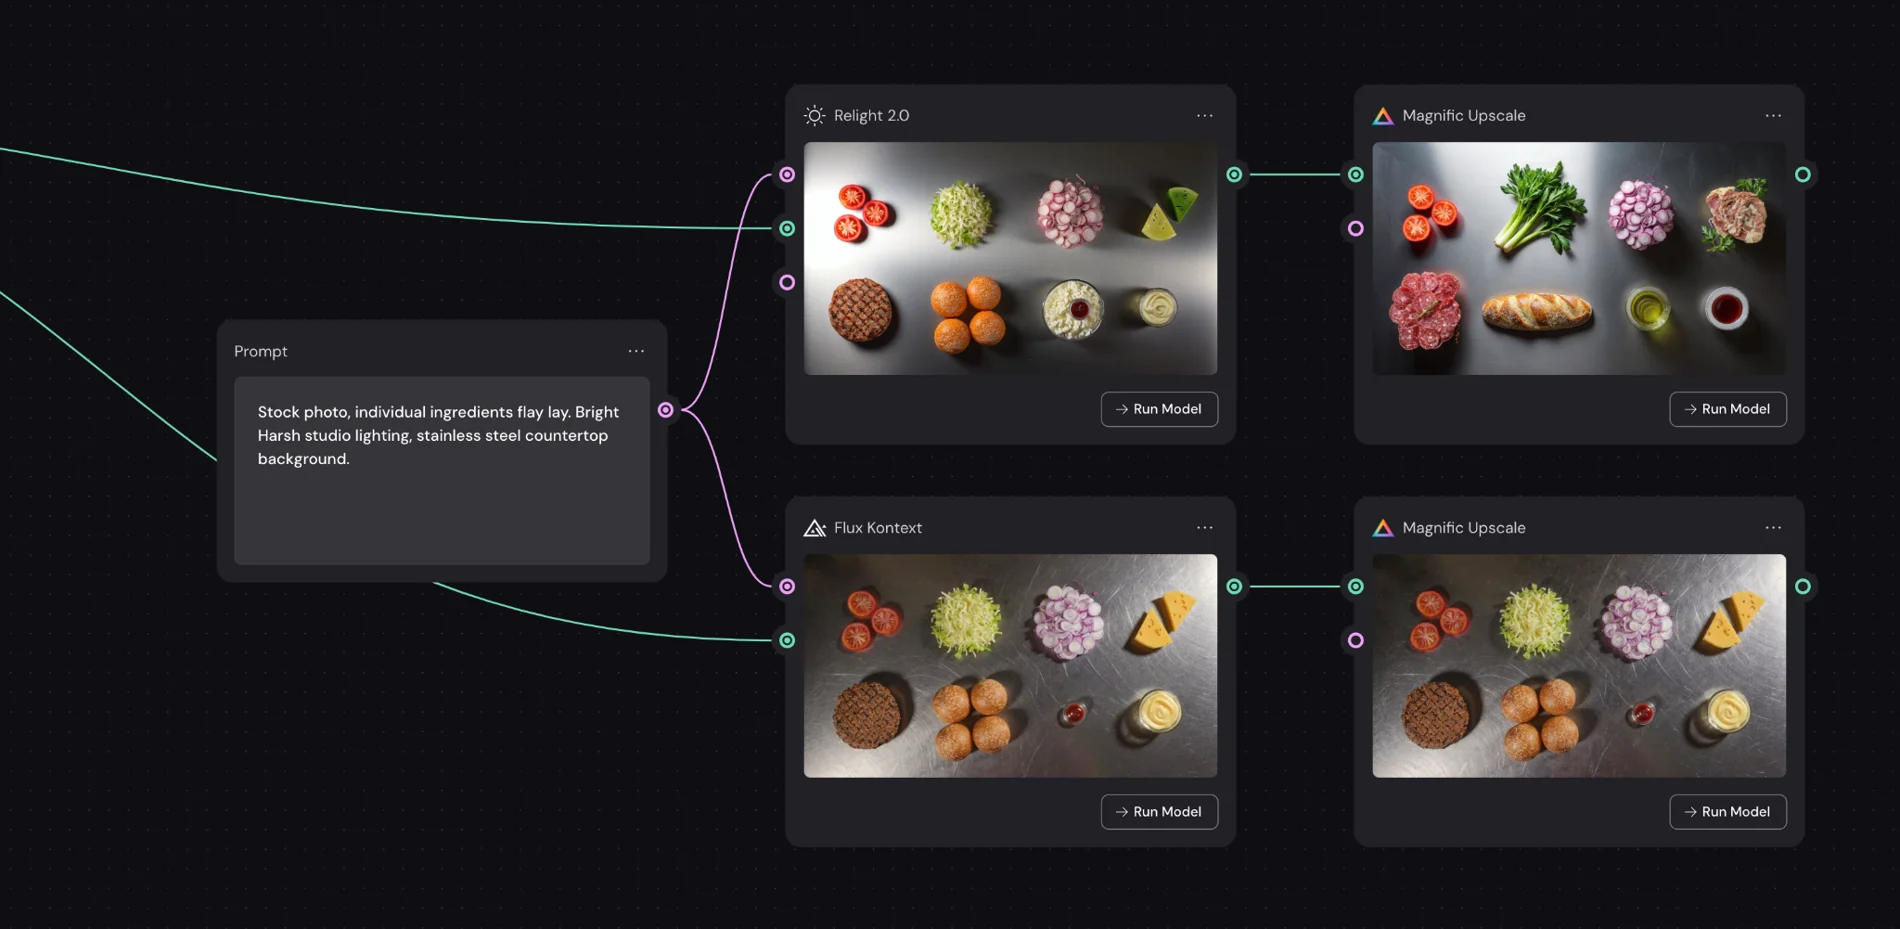 Relight 2.0
Magnific Upscale
Prompt
Stock photo, individual ingredients flay lay. Bright
Harsh studio lighting, stainless steel countertop
background.
→ Run Model
→ Run Model
Flux Kontext
Magnific Upscale
→ Run Model
→ Run Model